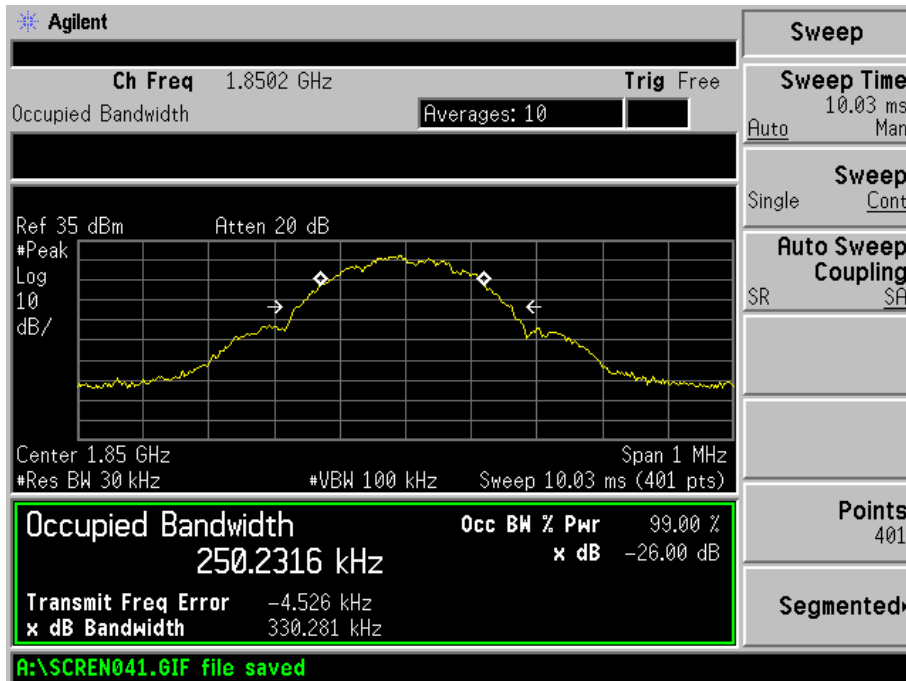 Agilent
Sweep
Ch Freq 1.8502 GHz Trig Free
Occupied Bandwidth
Averages: 10
Sweep Time
10.03 ms
Auto Man
Sweep
Single Cont
Auto Sweep
Coupling
SR SA
Ref 35 dBm Atten 20 dB
#Peak
Log
10
dB/
Center 1.85 GHz Span 1 MHz
#Res BW 30 kHz #VBW 100 kHz Sweep 10.03 ms (401 pts)
Occupied Bandwidth
250.2316 kHz
Occ BW % Pwr 99.00 %
x dB -26.00 dB
Transmit Freq Error -4.526 kHz
x dB Bandwidth 330.281 kHz
Points
401
Segmented
A:\SCREN041.GIF file saved